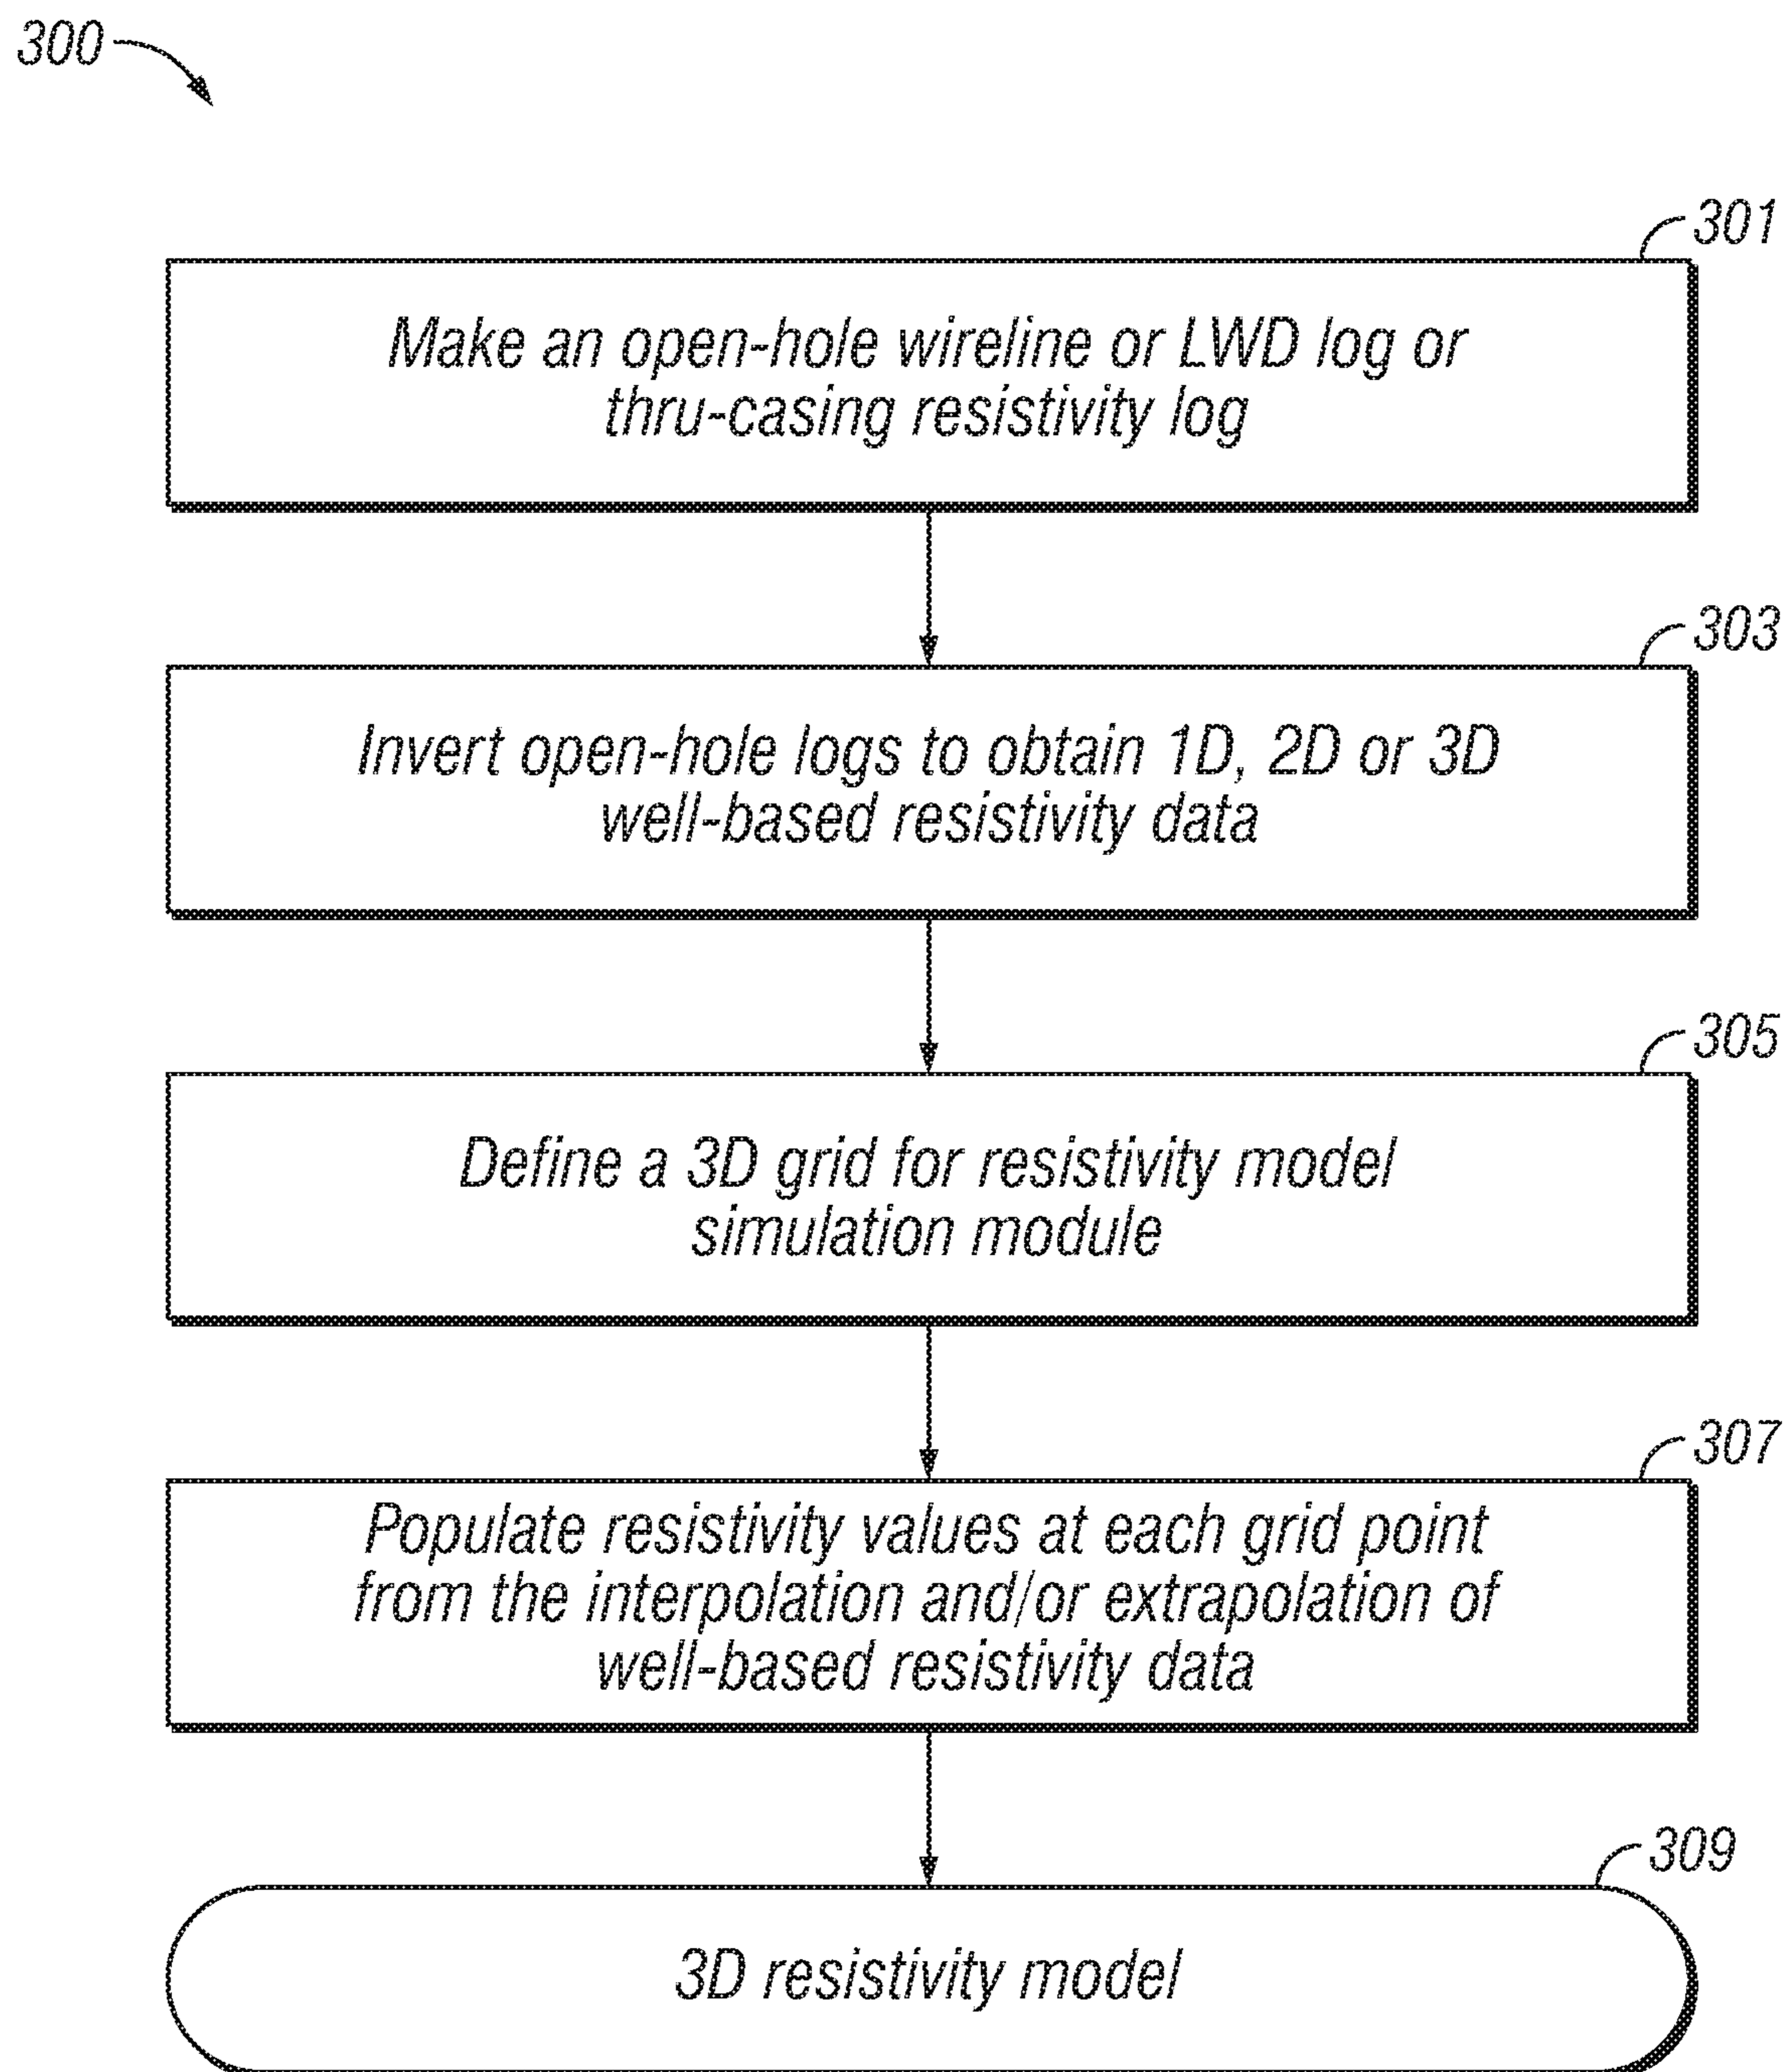 300
301
Make an open-hole wireline or LWD log or
thru-casing resistivity log
303
Invert open-hole logs to obtain 1D, 2D or 3D
well-based resistivity data
305
Define a 3D grid for resistivity model
simulation module
307
Populate resistivity values at each grid point
from the interpolation and/or extrapolation of
well-based resistivity data
309
3D resistivity model